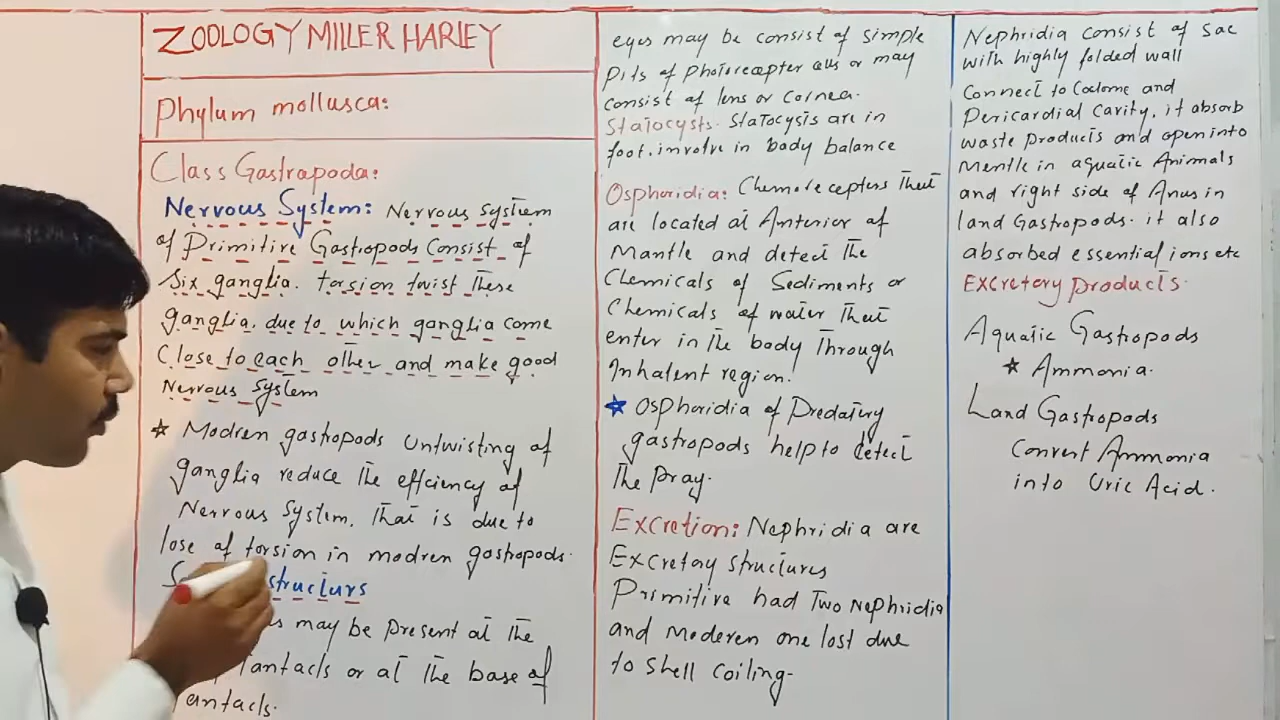 ZOOLOGY MILLER HARLEY
Phylum mollusca:
Class Gastrapoda:
Nervous System: Nervous System
of Primitive Gastropods Consist of
Six ganglia. torsion twist These
ganglia. due to which ganglia come
Close to each other and make good
Nervous System
★ Modren gastropods Untwisting of
ganglia reduce The effciency of
Nervous System. That is due to
lose of torsion in modren gostropods.
structurs
may be Present at The
tantacls or at The base of
antacls.
eyes may be consist of simple
Pits of Photorecepter cells or may
consist of lens or Cornea.
Statocysts. Statocysts are in
foot. involve in body balance
Osphoridia: Chemorecepters That
are located at Anterior of
Mantle and detect The
Chemicals of Sediments or
Chemicals of water That
enter in The body Through
Inhalent region.
★ Osphoridia of Predatury
gastropods help to detect
The Pray.
Excretion: Nephridia are
Excretory structures
Primitive had Two Nephridia
and Moderen one lost due
to shell coiling-
Nephridia consist of Sac
with highly folded wall
Connect to Coelome and
Pericardial Cavity, it absorb
waste Products and open into
Mentle in aquatic Animals
and right side of Anus in
land Gastropods. it also
absorbed essential ions etc
Excretory Products.
Aquatic Gastropods
★ Ammonia.
Land Gastropods
Convert Ammonia
into Uric Acid.